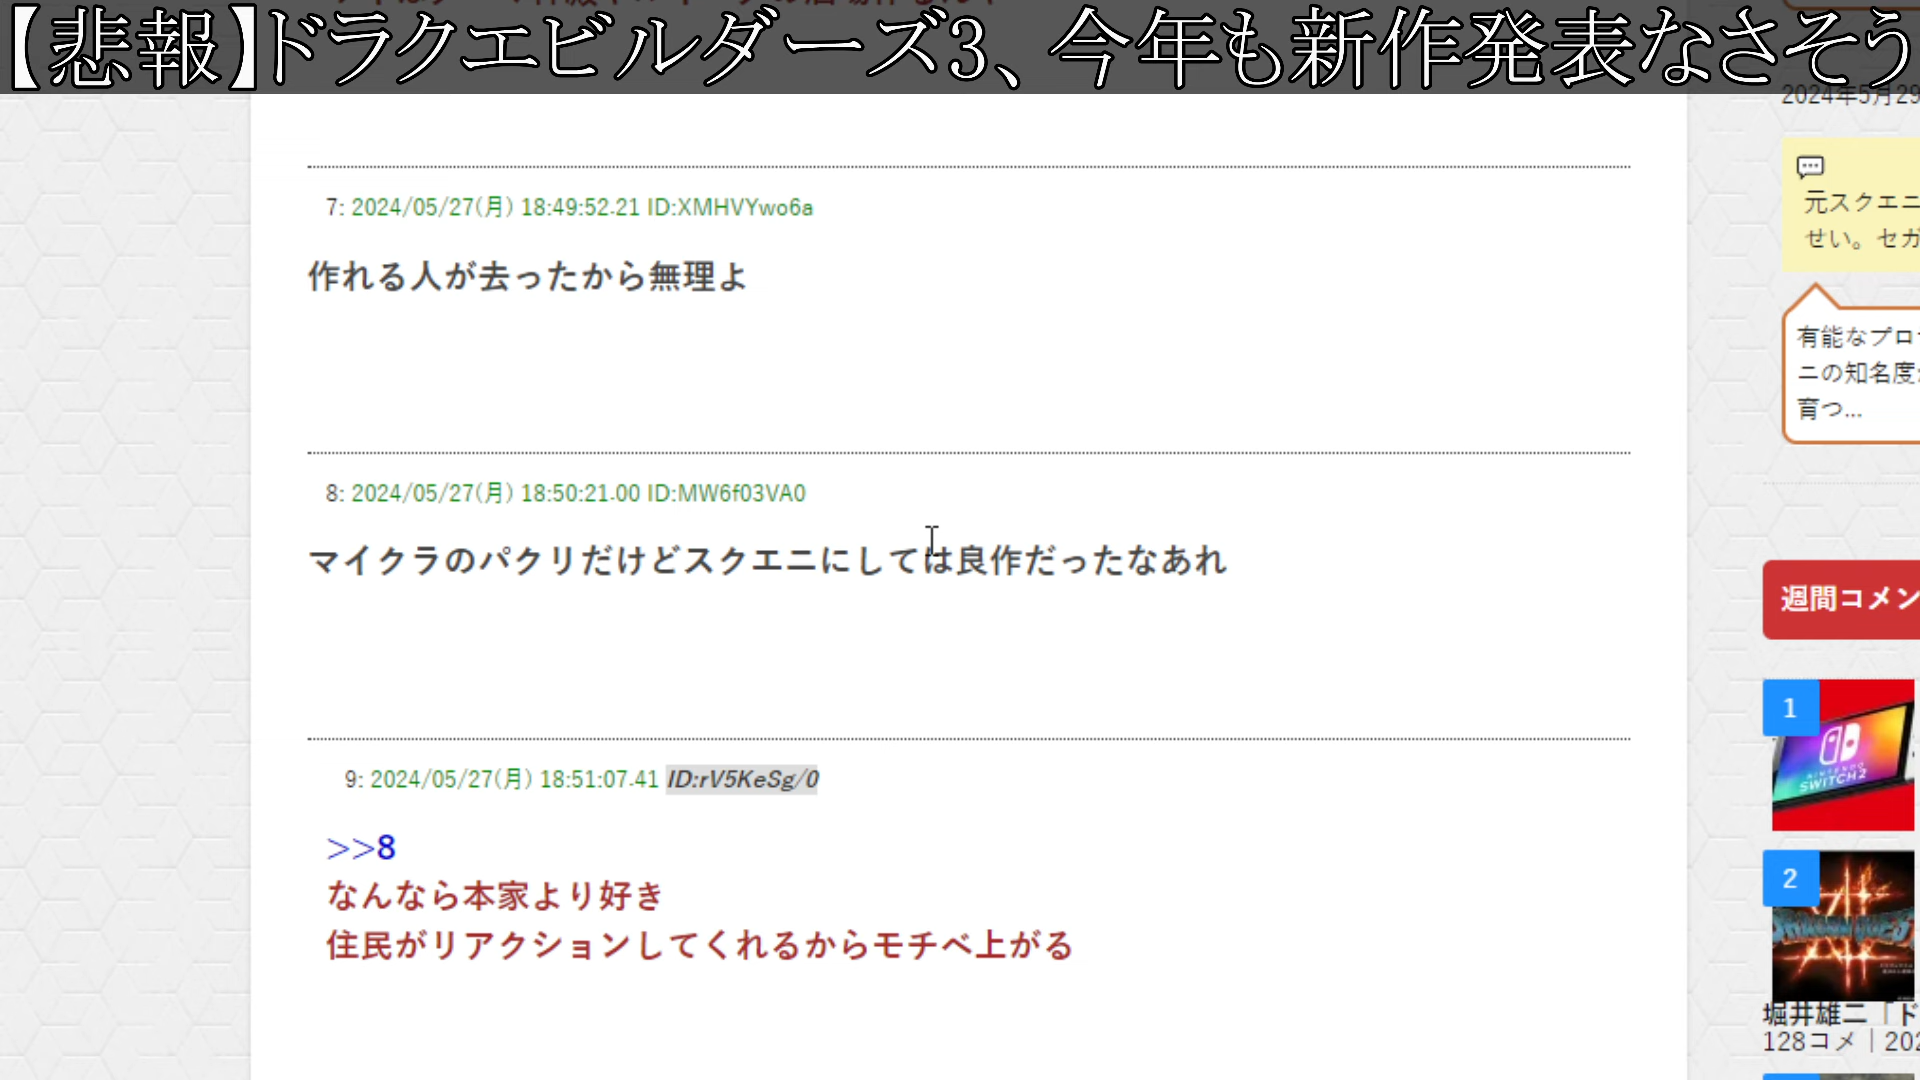 【悲報】ドラクエビルダーズ3、今年も新作発表なさそう
7: 2024/05/27(月) 18:49:52.21 ID:XMHVYwo6a
作れる人が去ったから無理よ
8: 2024/05/27(月) 18:50:21.00 ID:MW6f03VA0
マイクラのパクリだけどスクエニにしては良作だったなあれ
9: 2024/05/27(月) 18:51:07.41 ID:rV5KeSg/0
>>8
なんなら本家より好き
住民がリアクションしてくれるからモチベ上がる
2024年5月29
元スクエニ
せい。セガ
有能なプロ
ニの知名度
育つ...
週間コメン
1
NINTENDO
SWITCH2
2
DRAGON QUEST
堀井雄二「ド
128コメ｜202